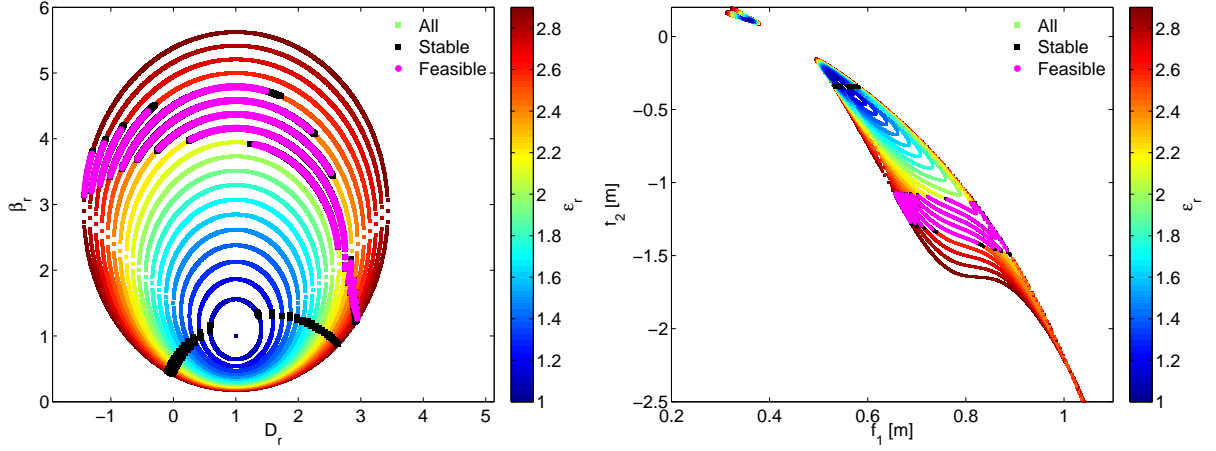 All
Stable
Feasible
6
5
4
3
2
1
0
β_r
−1 0 1 2 3 4 5
D_r
2.8
2.6
2.4
2.2
2
1.8
1.6
1.4
1.2
1
ε_r
All
Stable
Feasible
0
−0.5
−1
−1.5
−2
−2.5
f_2 [m]
0.2 0.4 0.6 0.8 1
f_1 [m]
2.8
2.6
2.4
2.2
2
1.8
1.6
1.4
1.2
1
ε_r